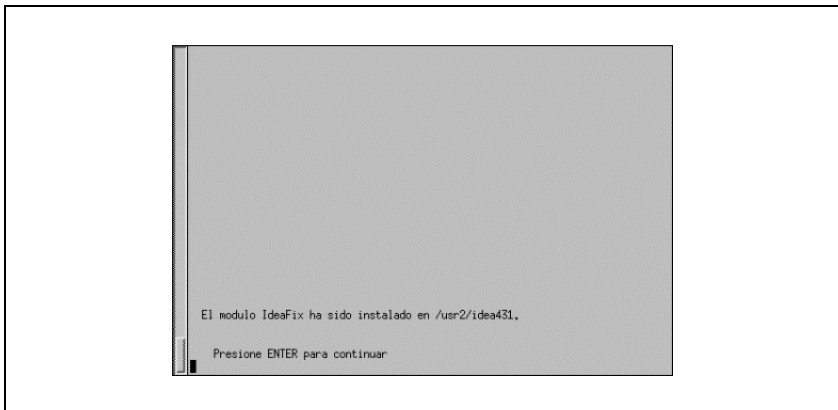 El modulo IdeaFix ha sido instalado en /usr2/idea431.
Presione ENTER para continuar